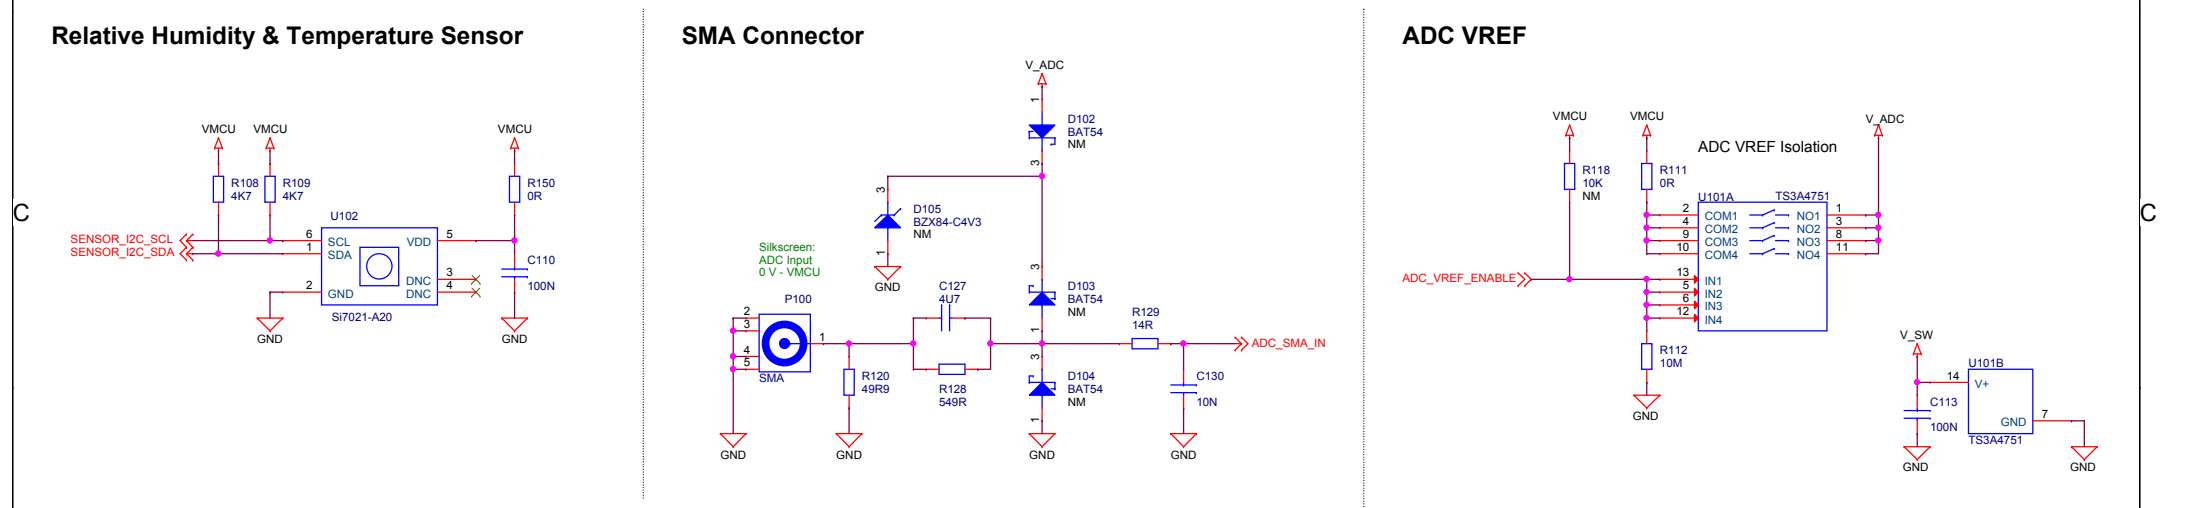 Relative Humidity & Temperature Sensor
VMCU
VMCU
VMCU
R108
4K7
R109
4K7
R150
0R
U102
SENSOR_I2C_SCL
SENSOR_I2C_SDA
6
1
2
SCL
SDA
GND
VDD
DNC
DNC
5
3
4
Si7021-A20
C110
100N
GND
GND
C
SMA Connector
V_ADC
1
D102
BAT54
NM
3
3
D105
BZX84-C4V3
NM
1
GND
Silkscreen:
ADC Input
0 V - VMCU
P100
2
3
4
5
1
SMA
C127
4U7
R120
49R9
R128
549R
3
D103
BAT54
NM
1
3
D104
BAT54
NM
1
R129
14R
ADC_SMA_IN
C130
10N
GND
GND
GND
GND
ADC VREF
VMCU
VMCU
V_ADC
ADC VREF Isolation
R118
10K
NM
R111
0R
U101A
TS3A4751
2
4
9
10
COM1
COM2
COM3
COM4
NO1
NO2
NO3
NO4
1
3
8
11
ADC_VREF_ENABLE
13
5
6
12
IN1
IN2
IN3
IN4
R112
10M
GND
V_SW
U101B
14
V+
GND
7
TS3A4751
C113
100N
GND
GND
C